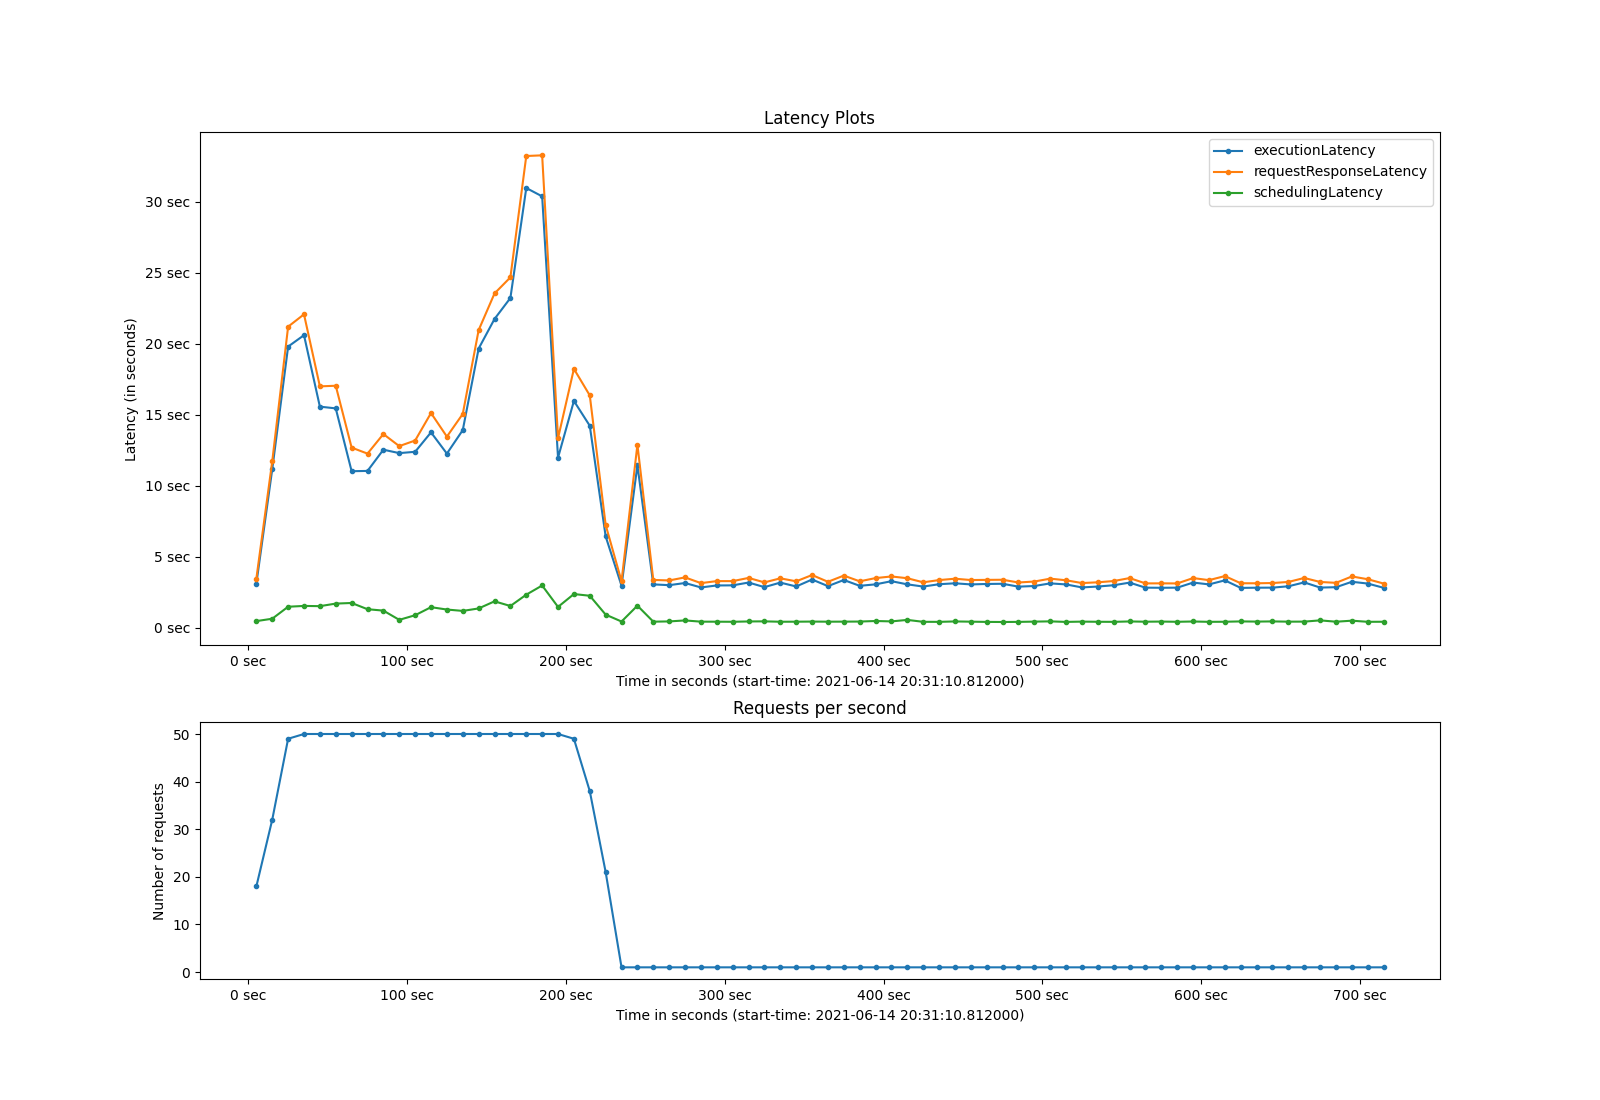 Latency Plots
executionLatency
requestResponseLatency
schedulingLatency
30 sec
25 sec
20 sec
15 sec
10 sec
5 sec
0 sec
Latency (in seconds)
0 sec 100 sec 200 sec 300 sec 400 sec 500 sec 600 sec 700 sec
Time in seconds (start-time: 2021-06-14 20:31:10.812000)
Requests per second
50
40
30
20
10
0
Number of requests
0 sec 100 sec 200 sec 300 sec 400 sec 500 sec 600 sec 700 sec
Time in seconds (start-time: 2021-06-14 20:31:10.812000)